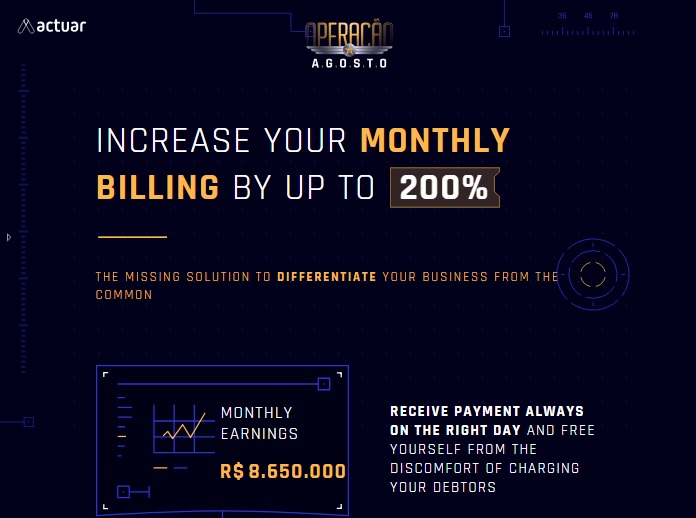 actuar
OPERAÇÃO
A.G.O.S.T.O
35 45 76
INCREASE YOUR MONTHLY
BILLING BY UP TO 200%
THE MISSING SOLUTION TO DIFFERENTIATE YOUR BUSINESS FROM THE
COMMON
MONTHLY
EARNINGS
R$ 8.650.000
RECEIVE PAYMENT ALWAYS
ON THE RIGHT DAY AND FREE
YOURSELF FROM THE
DISCOMFORT OF CHARGING
YOUR DEBTORS